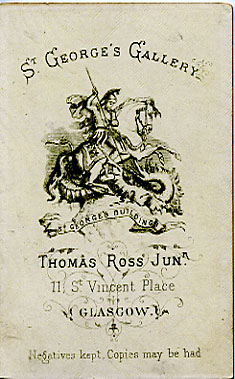 St GEORGE'S GALLERY
St GEORGE'S BUILDINGS
THOMAS ROSS JUNR
11, St VINCENT PLACE
GLASGOW.
Negatives kept. Copies may be had